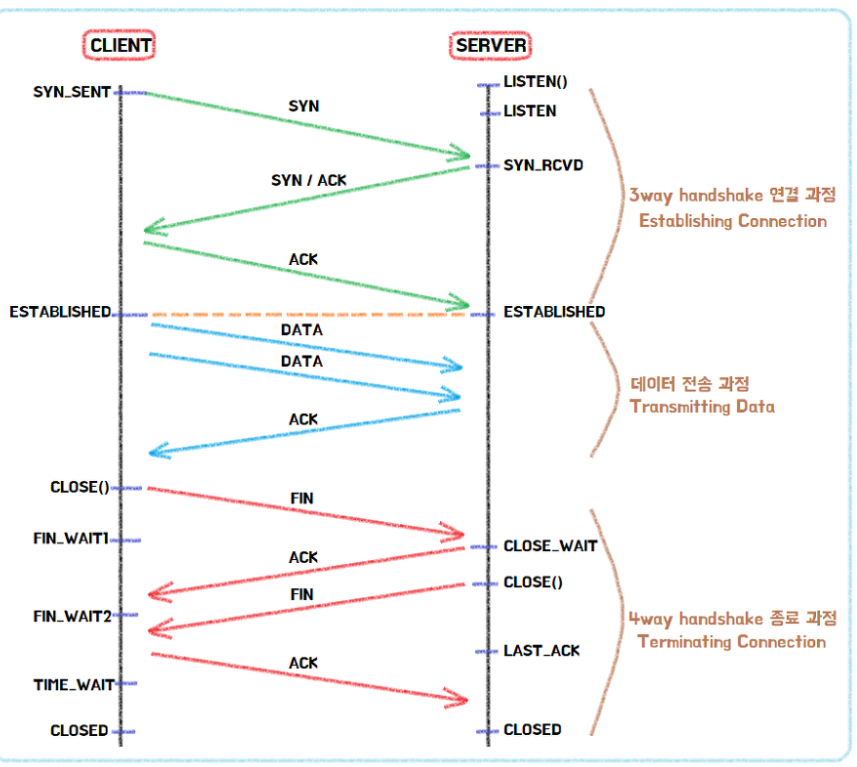 CLIENT
SERVER
LISTEN()
SYN_SENT
SYN
LISTEN
SYN_RCVD
SYN / ACK
3way handshake 연결 과정
Establishing Connection
ACK
ESTABLISHED
ESTABLISHED
DATA
DATA
데이터 전송 과정
Transmitting Data
ACK
CLOSE()
FIN
FIN_WAIT1
CLOSE_WAIT
ACK
CLOSE()
FIN
FIN_WAIT2
4way handshake 종료 과정
Terminating Connection
LAST_ACK
ACK
TIME_WAIT
CLOSED
CLOSED